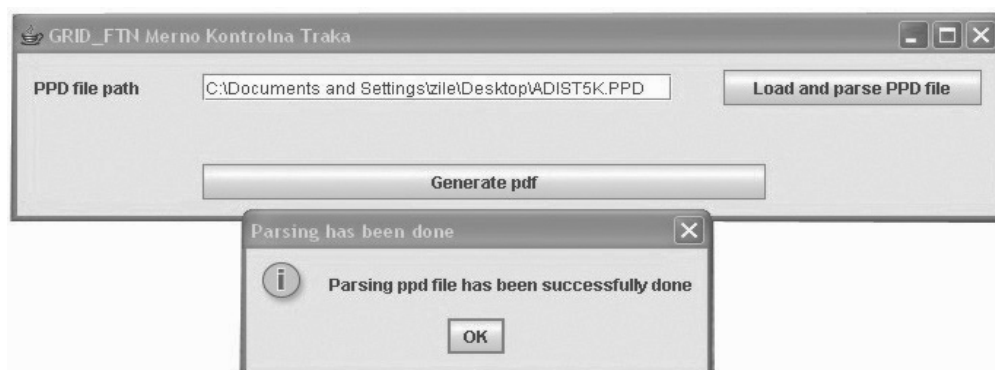 GRID_FTN Merno Kontrolna Traka
PPD file path
C:\Documents and Settings\zile\Desktop\ADIST5K.PPD
Load and parse PPD file
Generate pdf
Parsing has been done
Parsing ppd file has been successfully done
OK